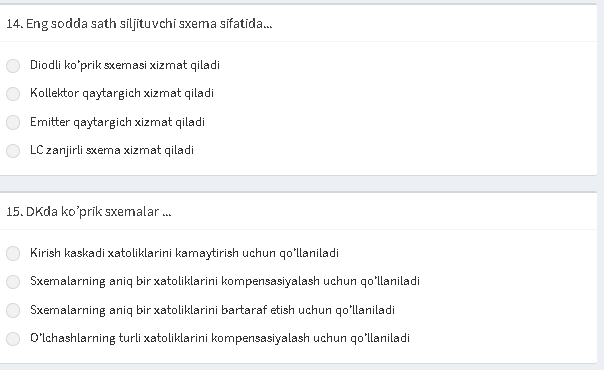 14. Eng sodda sath siljituvchi sxema sifatida...
Diodli ko'prik sxemasi xizmat qiladi
Kollektor qaytargich xizmat qiladi
Emitter qaytargich xizmat qiladi
LC zanjirli sxema xizmat qiladi
15. DKda ko'prik sxemalar ...
Kirish kaskadi xatoliklarini kamaytirish uchun qo'llaniladi
Sxemalarning aniq bir xatoliklarini kompensasiyalash uchun qo'llaniladi
Sxemalarning aniq bir xatoliklarini bartaraf etish uchun qo'llaniladi
O'lchashlarning turli xatoliklarini kompensasiyalash uchun qo'llaniladi